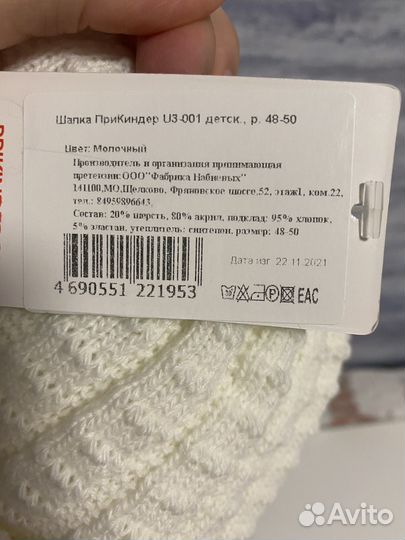 Шапка ПриКиндер U3-001 детск., р. 48-50
Цвет: Молочный
Производитель и организация принимающая
претензии:ООО"Фабрика Набиевых"
141100,МО,Щелково, Фряновское шоссе,52, этаж1, ком.22,
тел.: 84959896643,
Состав: 20% шерсть, 80% акрил, подклад: 95% хлопок,
5% эластан, утеплитель: синтепон, размер: 48-50
Дата изг. 22.11.2021
4 690551 221953
30 P EAC
Avito